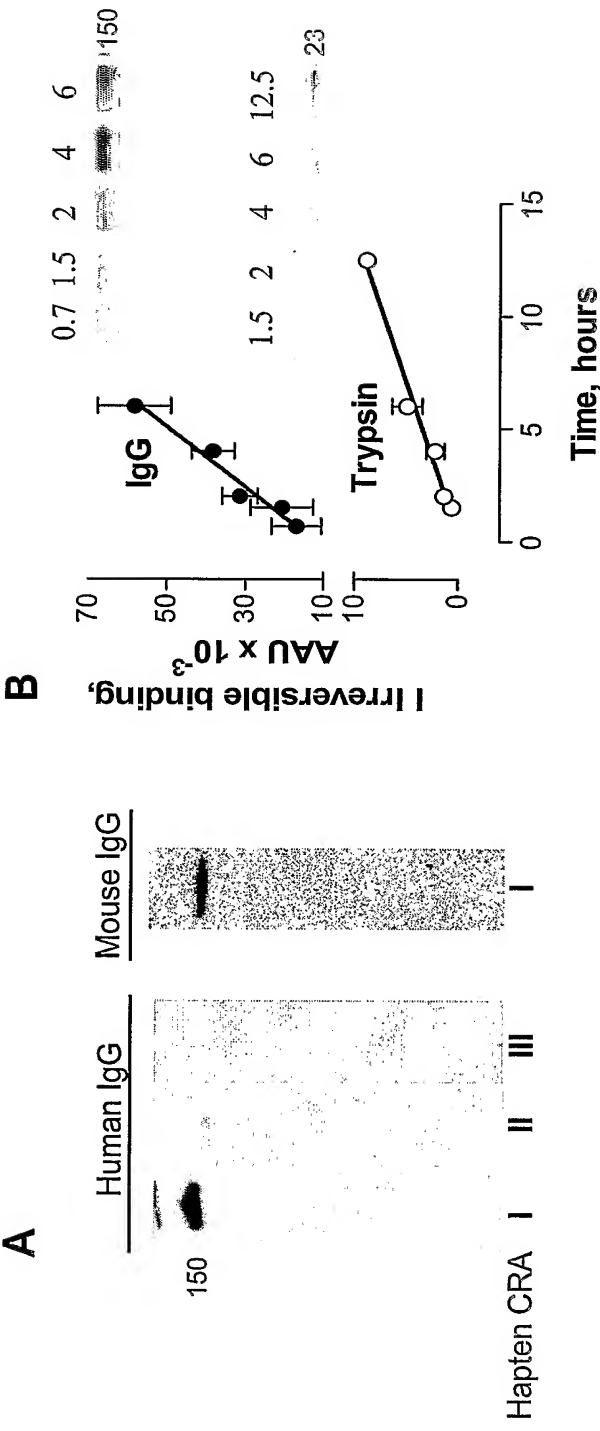 A
Human IgG
Mouse IgG
150
Hapten CRA
I
II
III
I
B
I Irreversible binding,
AAU x 10-3
70
50
30
10
10
0
IgG
0.7 1.5 2 4 6
150
Trypsin
1.5 2 4 6 12.5
23
0 5 10 15
Time, hours